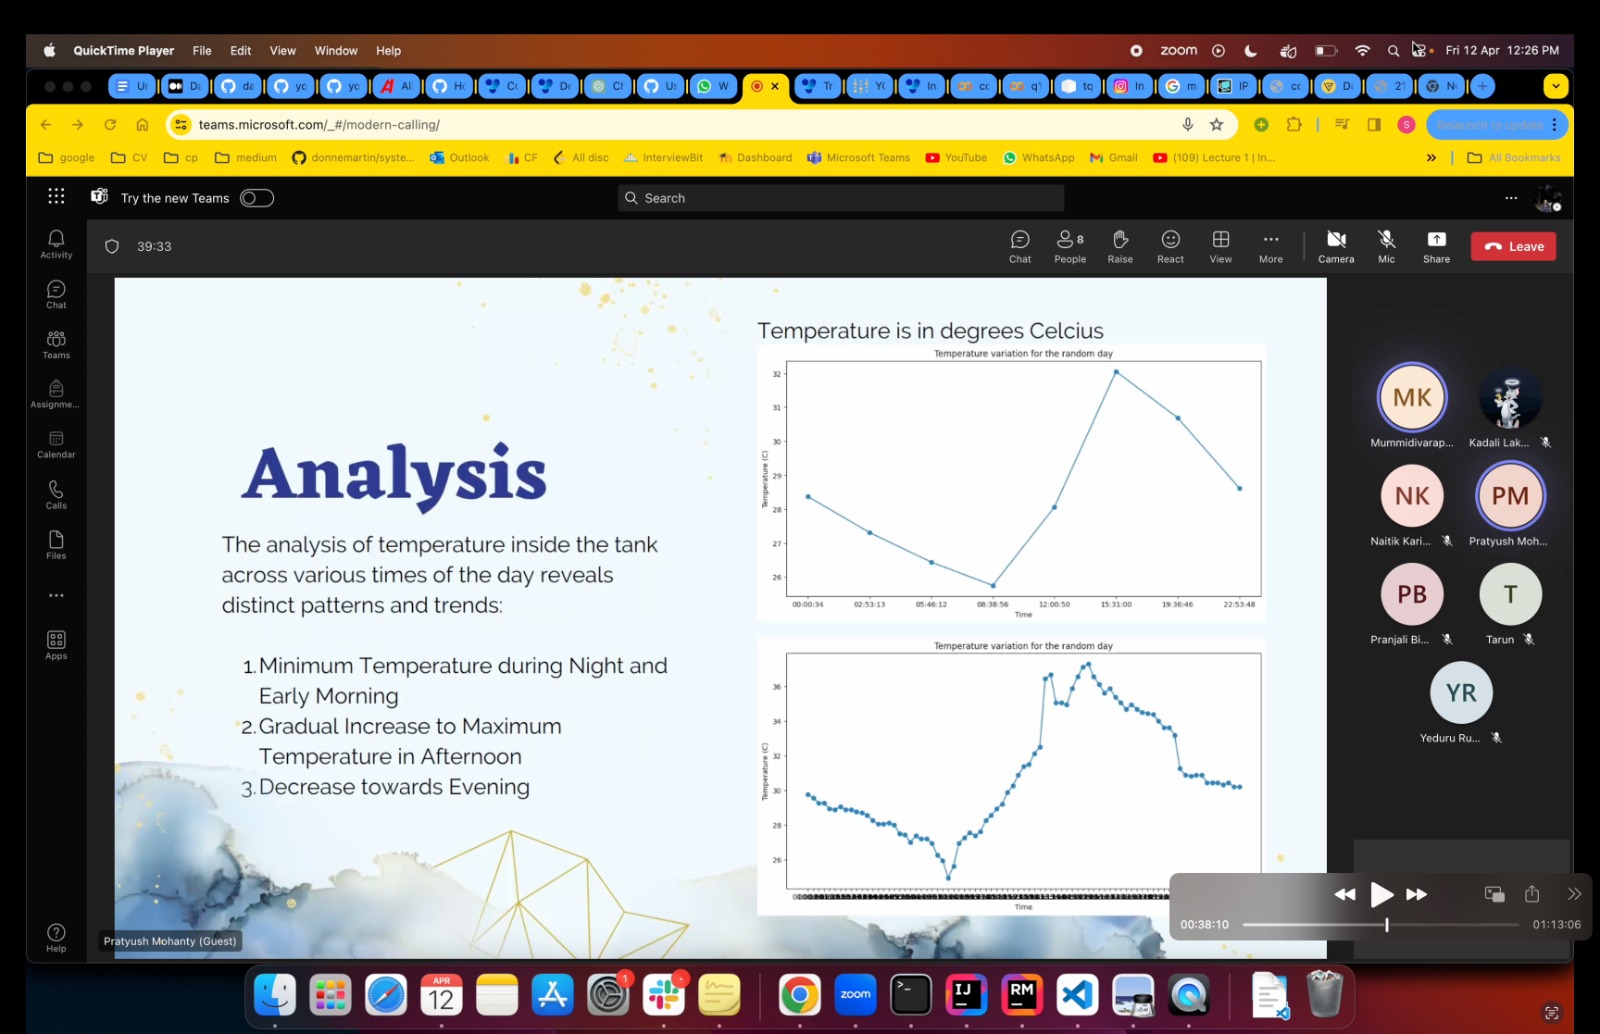 QuickTime Player File Edit View Window Help
zoom Fri 12 Apr 12:26 PM
teams.microsoft.com/_#/modern-calling/
S Relaunch to update
google CV cp medium donnemartin/syste... Outlook CF All disc InterviewBit Dashboard Microsoft Teams YouTube WhatsApp Gmail (109) Lecture 1 | In... » All Bookmarks
Try the new Teams
Search
39:33
Chat People 8 Raise React View More Camera Mic Share Leave
Activity
Chat
Teams
Assignme...
Calendar
Calls
Files
Apps
Help
Analysis
The analysis of temperature inside the tank
across various times of the day reveals
distinct patterns and trends:
1. Minimum Temperature during Night and
Early Morning
2. Gradual Increase to Maximum
Temperature in Afternoon
3. Decrease towards Evening
Temperature is in degrees Celcius
Temperature variation for the random day
Temperature (C)
32
31
30
29
28
27
26
00:00:34 02:53:13 05:46:12 08:38:56 12:00:50 15:31:00 19:36:46 22:53:48
Time
Temperature variation for the random day
Temperature (C)
36
34
32
30
28
26
Time
MK
Mummidivarap...
Kadali Lak...
NK
Naitik Kari...
PM
Pratyush Moh...
PB
Pranjali Bi...
T
Tarun
YR
Yeduru Ru...
Pratyush Mohanty (Guest)
00:38:10 01:13:06
APR
12
1
zoom
IJ
RM